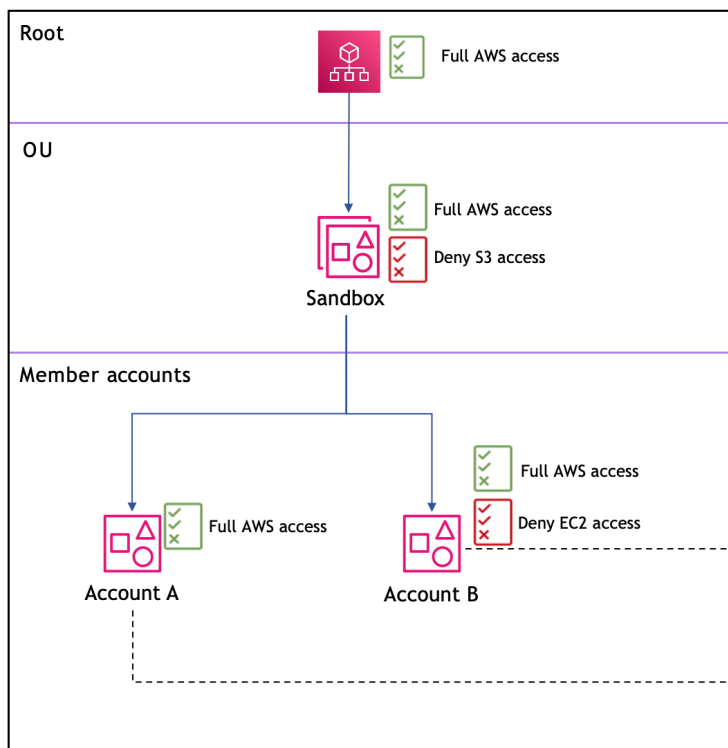 Root
Full AWS access
OU
Full AWS access
Deny S3 access
Sandbox
Member accounts
Full AWS access
Full AWS access
Deny EC2 access
Account A
Account B